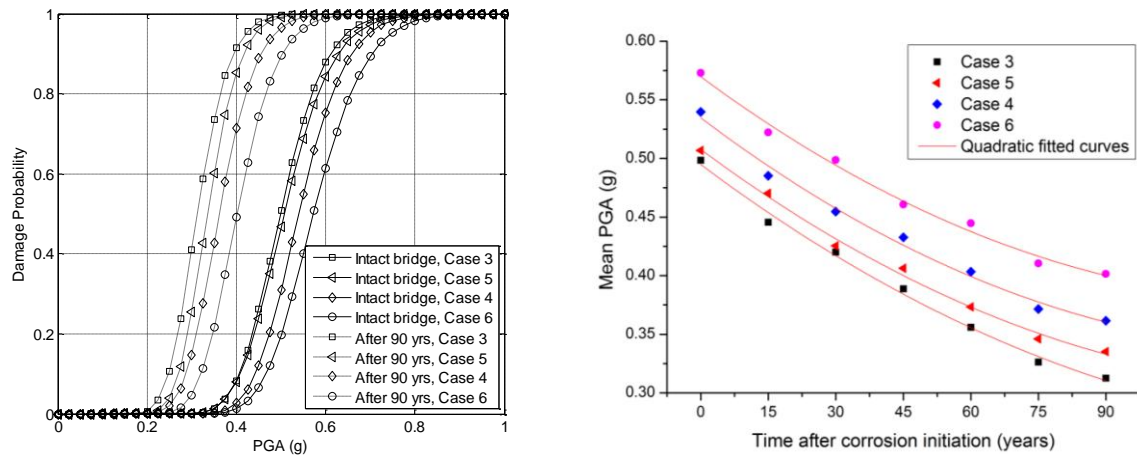 1
0.8
0.6
0.4
0.2
0
Damage Probability
0
0.2
0.4
0.6
0.8
1
PGA (g)
Intact bridge, Case 3
Intact bridge, Case 5
Intact bridge, Case 4
Intact bridge, Case 6
After 90 yrs, Case 3
After 90 yrs, Case 5
After 90 yrs, Case 4
After 90 yrs, Case 6
0.60
0.55
0.50
0.45
0.40
0.35
0.30
Mean PGA (g)
0
15
30
45
60
75
90
Time after corrosion initiation (years)
Case 3
Case 5
Case 4
Case 6
Quadratic fitted curves